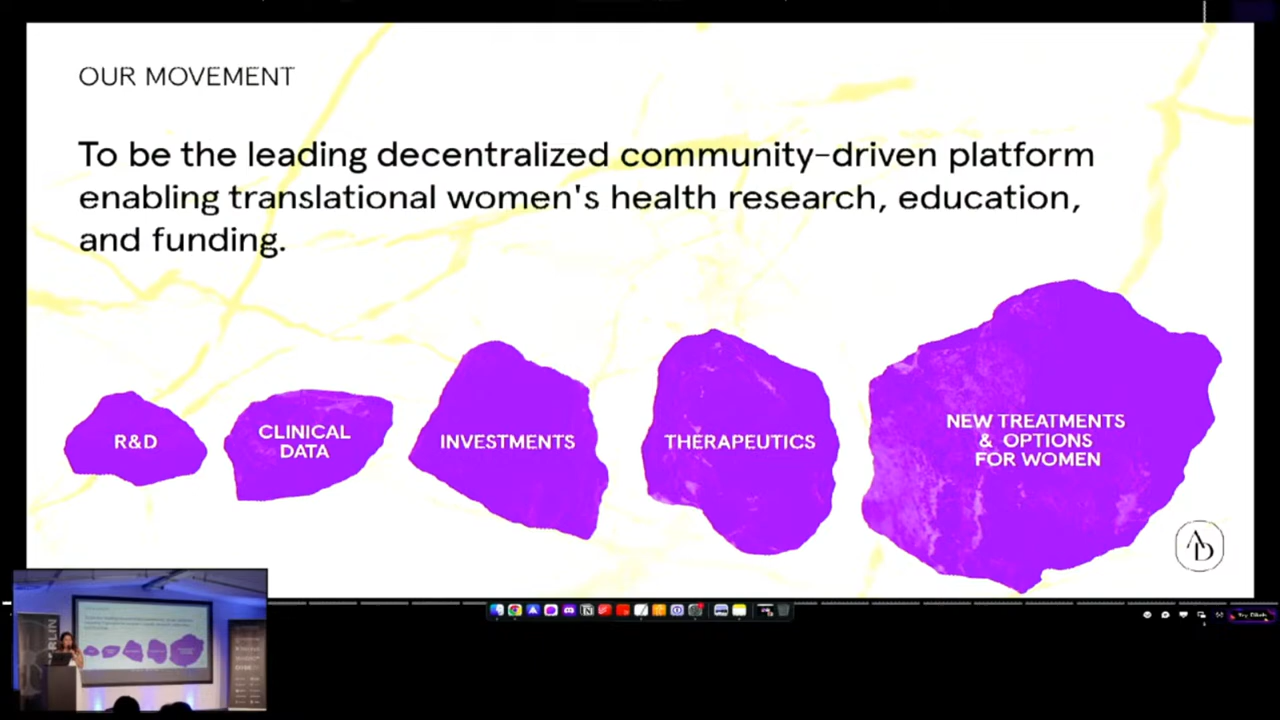 OUR MOVEMENT
To be the leading decentralized community-driven platform
enabling translational women's health research, education,
and funding.
R&D
CLINICAL
DATA
INVESTMENTS
THERAPEUTICS
NEW TREATMENTS
& OPTIONS
FOR WOMEN